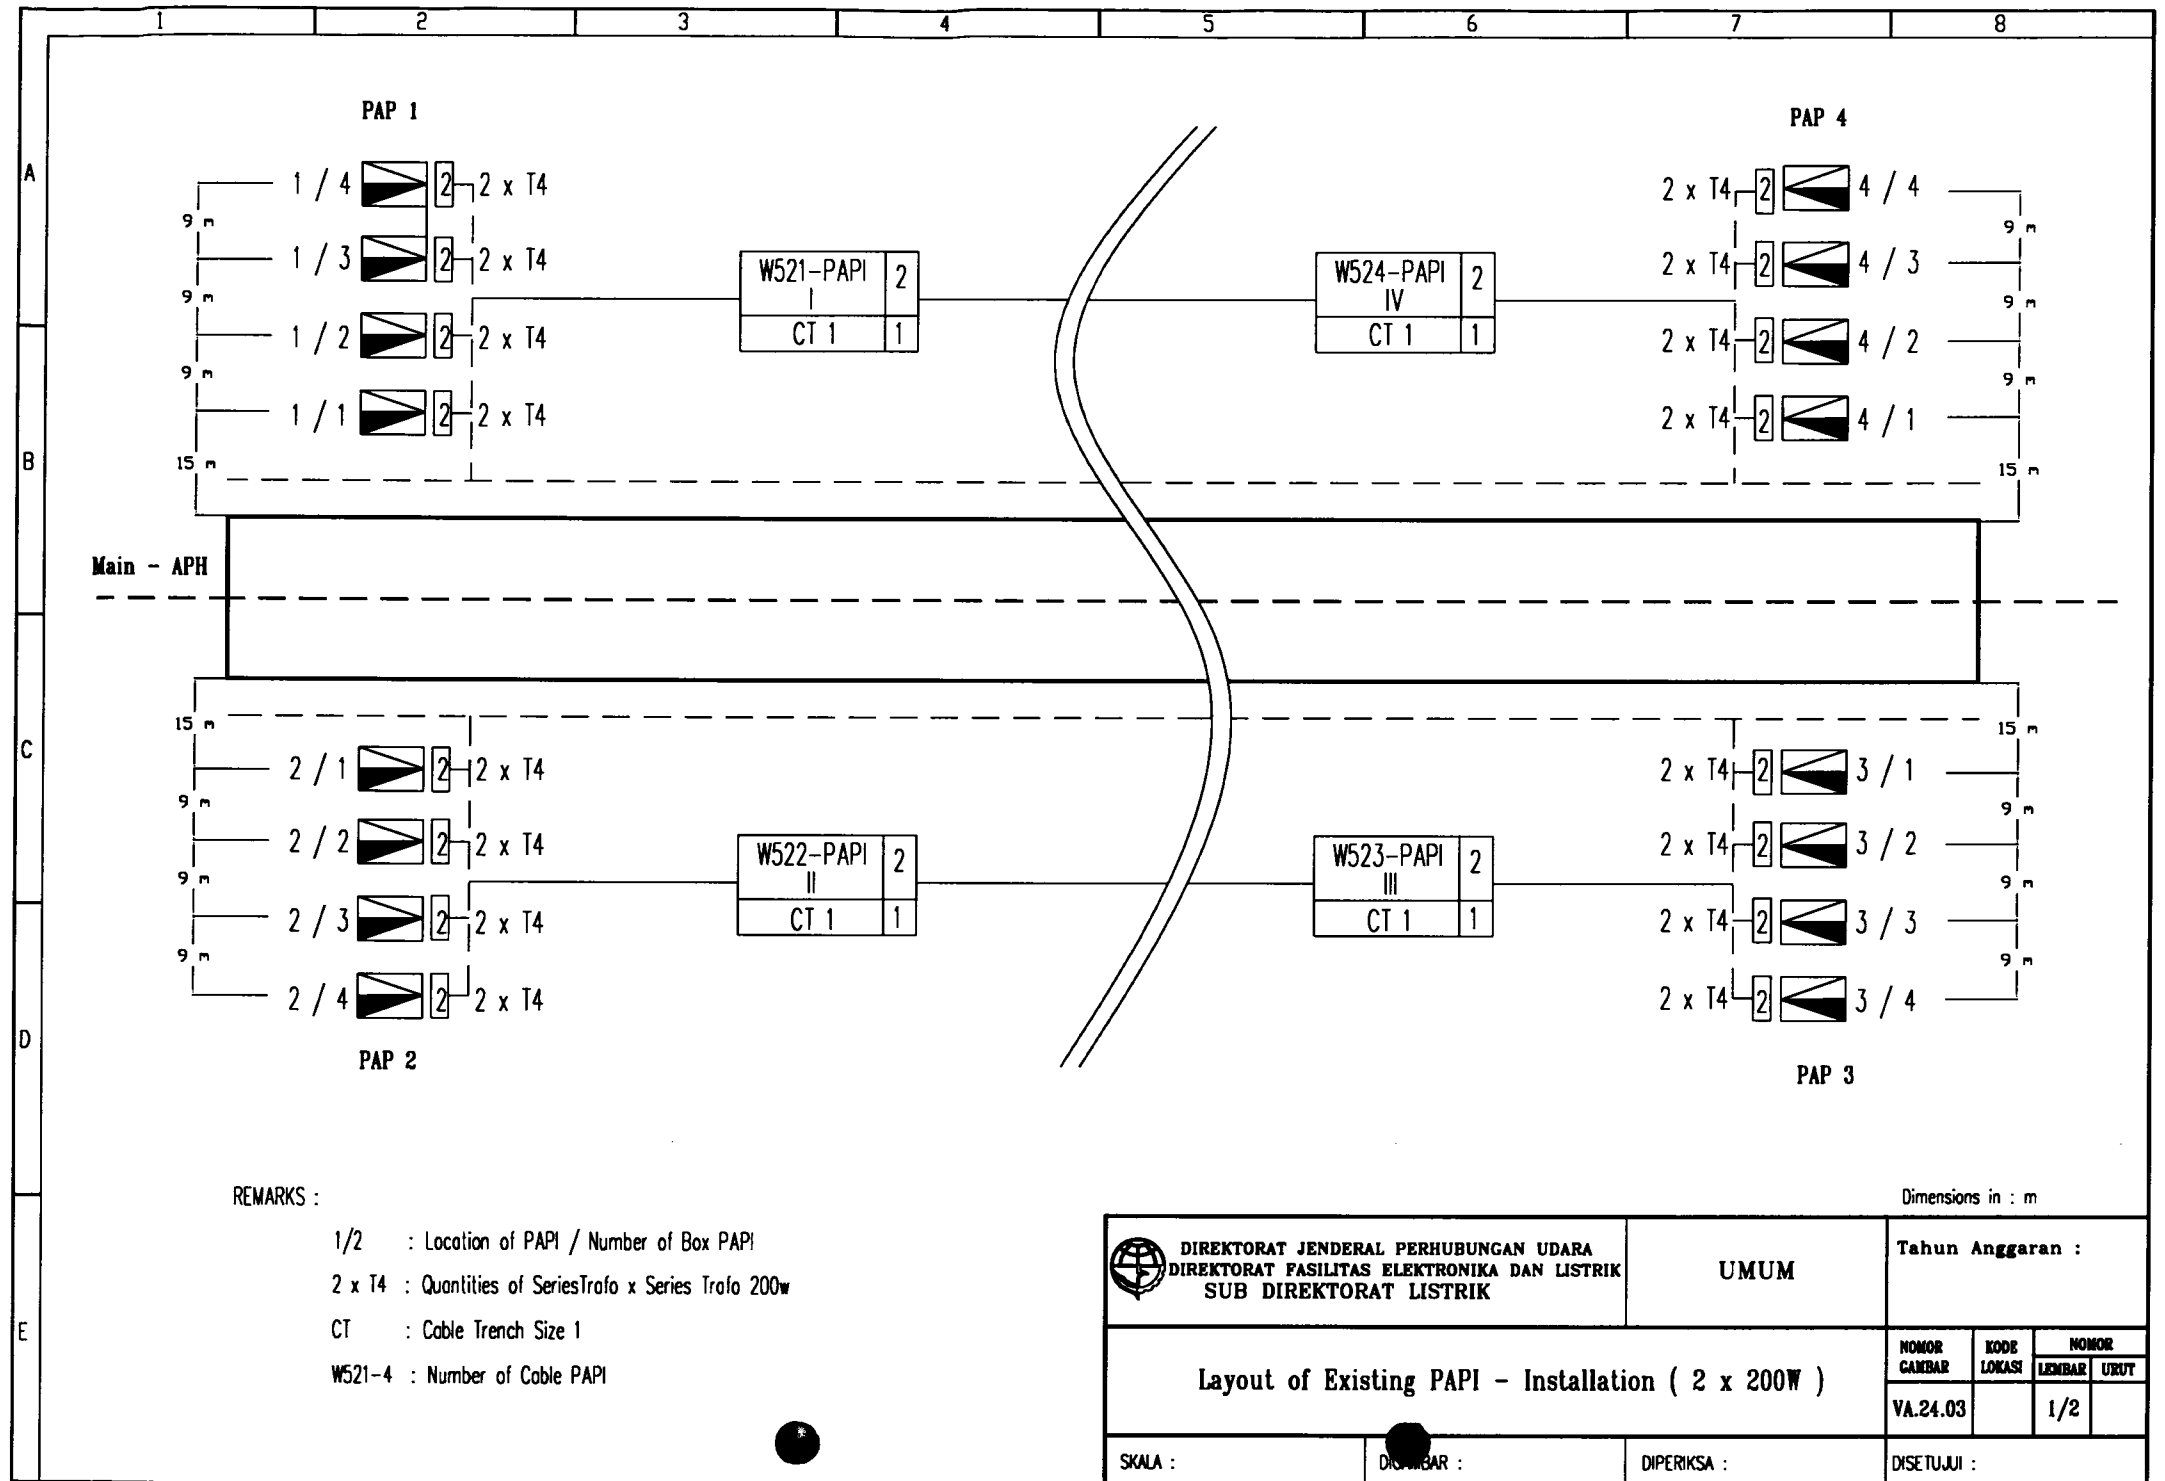 1 2 3 4 5 6 7 8
A
B
C
D
E
PAP 1
1 / 4 2 2 x T4
1 / 3 2 2 x T4
1 / 2 2 2 x T4
1 / 1 2 2 x T4
9 m
9 m
9 m
15 m
W521-PAPI 2
I
CT 1 1
W524-PAPI 2
IV
CT 1 1
PAP 4
2 x T4 2 4 / 4
2 x T4 2 4 / 3
2 x T4 2 4 / 2
2 x T4 2 4 / 1
9 m
9 m
9 m
15 m
Main - APH
15 m
9 m
9 m
9 m
2 / 1 2 2 x T4
2 / 2 2 2 x T4
2 / 3 2 2 x T4
2 / 4 2 2 x T4
PAP 2
W522-PAPI 2
II
CT 1 1
W523-PAPI 2
III
CT 1 1
2 x T4 2 3 / 1
2 x T4 2 3 / 2
2 x T4 2 3 / 3
2 x T4 2 3 / 4
15 m
9 m
9 m
9 m
PAP 3
REMARKS :
1/2 : Location of PAPI / Number of Box PAPI
2 x T4 : Quantities of SeriesTrafo x Series Trafo 200w
CT : Cable Trench Size 1
W521-4 : Number of Cable PAPI
Dimensions in : m
DIREKTORAT JENDERAL PERHUBUNGAN UDARA
DIREKTORAT FASILITAS ELEKTRONIKA DAN LISTRIK
SUB DIREKTORAT LISTRIK
UMUM
Tahun Anggaran :
Layout of Existing PAPI - Installation ( 2 x 200W )
NOMOR GAMBAR
KODE LOKASI
NOMOR
LEMBAR URUT
VA.24.03 1/2
SKALA :
DIPERIKSA :
DISETUJUI :